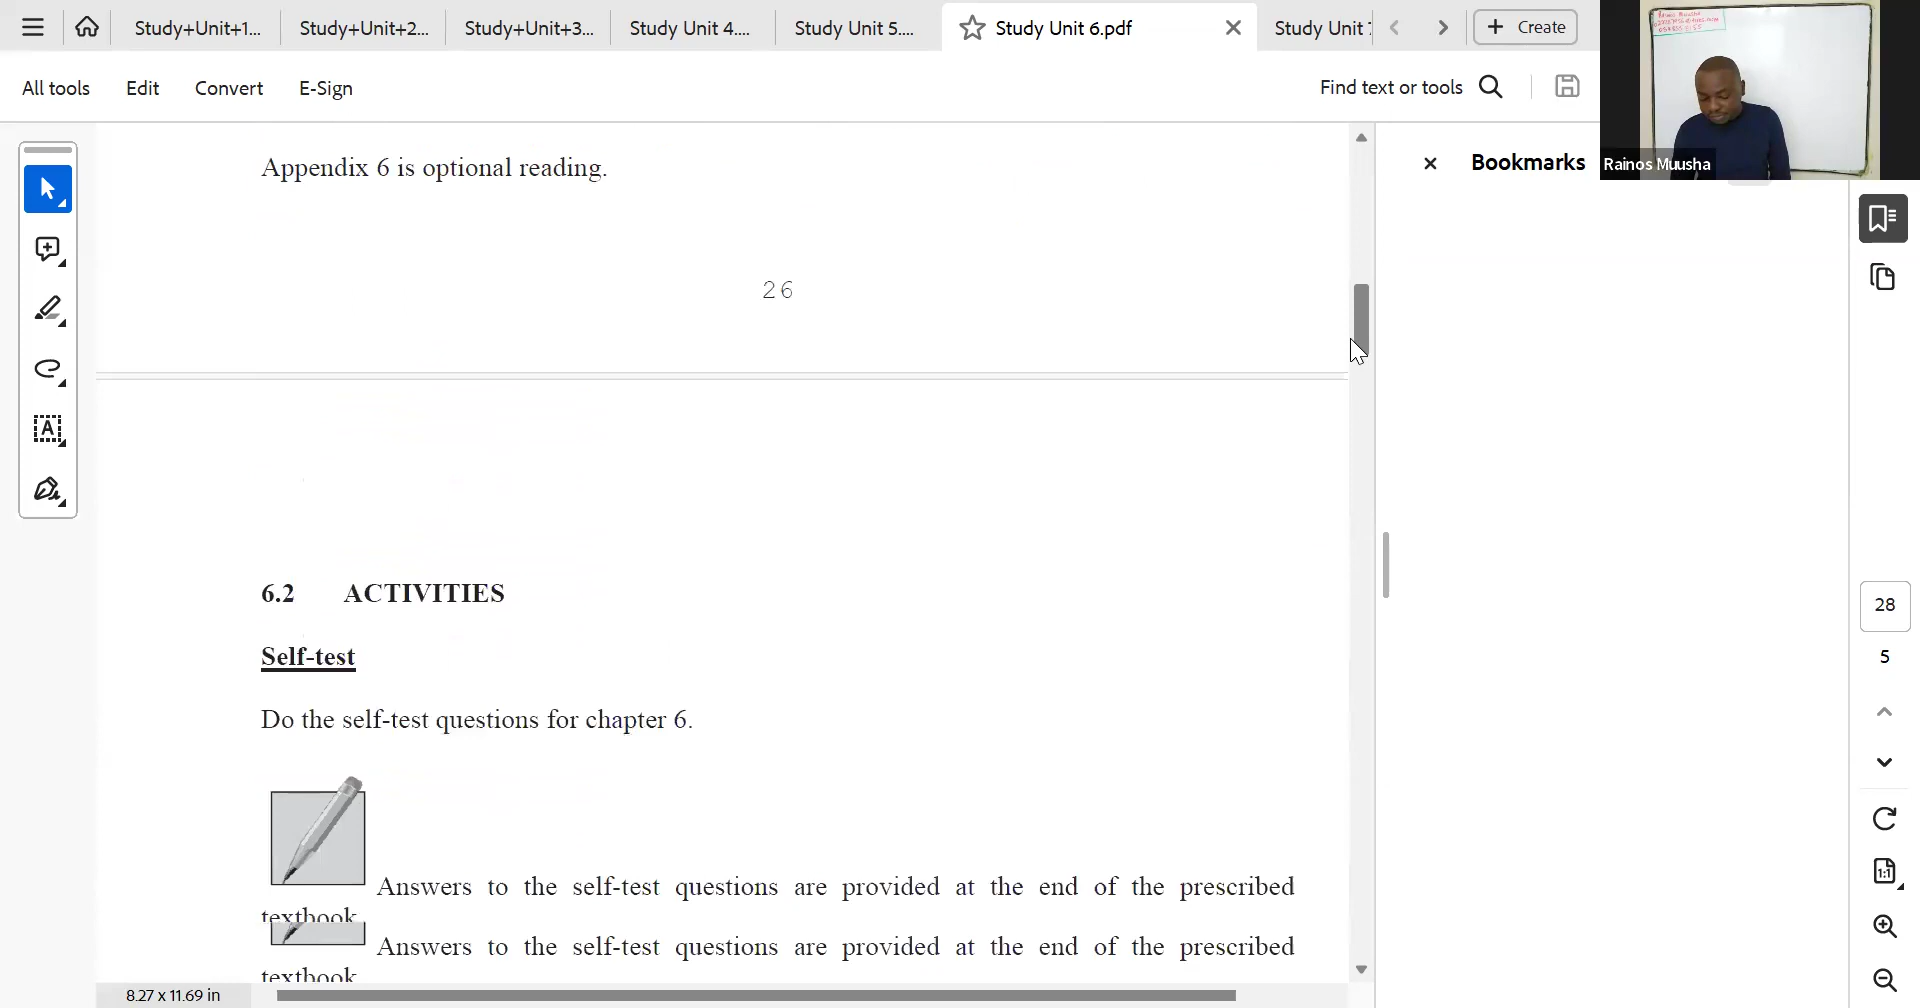 Study+Unit+1...
Study+Unit+2...
Study+Unit+3...
Study Unit 4....
Study Unit 5....
Study Unit 6.pdf
Study Unit
Create
All tools
Edit
Convert
E-Sign
Find text or tools
Bookmarks
Rainos Muusha
Rainos Muusha
Appendix 6 is optional reading.
26
6.2 ACTIVITIES
Self-test
Do the self-test questions for chapter 6.
Answers to the self-test questions are provided at the end of the prescribed
textbook
Answers to the self-test questions are provided at the end of the prescribed
textbook
28
5
1:1
8.27 x 11.69 in